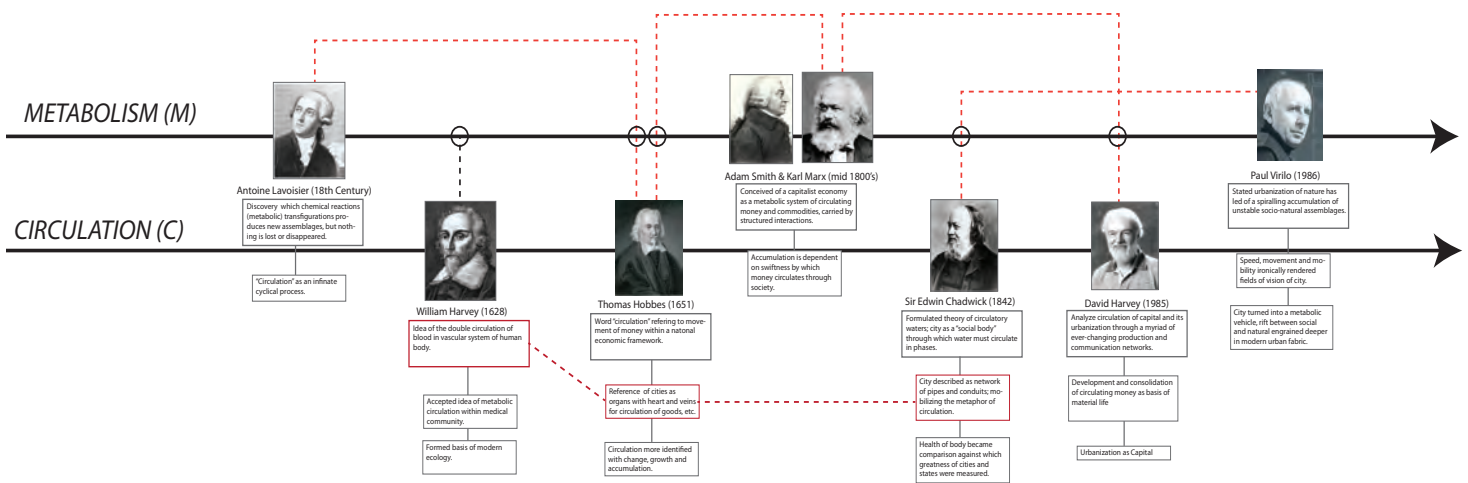 METABOLISM (M)
CIRCULATION (C)
Antoine Lavoisier (18th Century)
Discovery which chemical reactions
(metabolic) transfigurations pro-
duces new assemblages, but noth-
ing is lost or disappeared.
"Circulation" as an infinate
cyclical process.
William Harvey (1628)
Idea of the double circulation of
blood in vascular system of human
body.
Accepted idea of metabolic
circulation within medical
community.
Formed basis of modern
ecology.
Thomas Hobbes (1651)
Word "circulation" refering to move-
ment of money within a natonal
economic framework.
Reference of cities as
organs with heart and veins
for circulation of goods, etc.
Circulation more identified
with change, growth and
accumulation.
Adam Smith & Karl Marx (mid 1800's)
Conceived of a capitalist economy
as a metabolic system of circulating
money and commodities, carried by
structured interactions.
Accumulation is dependent
on swiftness by which
money circulates through
society.
Sir Edwin Chadwick (1842)
Formulated theory of circulatory
waters; city as a "social body"
through which water must circulate
in phases.
City described as network
of pipes and conduits; mo-
bilizing the metaphor of
circulation.
Health of body became
comparison against which
greatness of cities and
states were measured.
David Harvey (1985)
Analyze circulation of capital and its
urbanization through a myriad of
ever-changing production and
communication networks.
Development and consolidation
of circulating money as basis of
material life
Urbanization as Capital
Paul Virilo (1986)
Stated urbanization of nature has
led of a spiralling accumulation of
unstable socio-natural assemblages.
Speed, movement and mo-
bility ironically rendered
fields of vision of city.
City turned into a metabolic
vehicle, rift between social
and natural engrained deeper
in modern urban fabric.